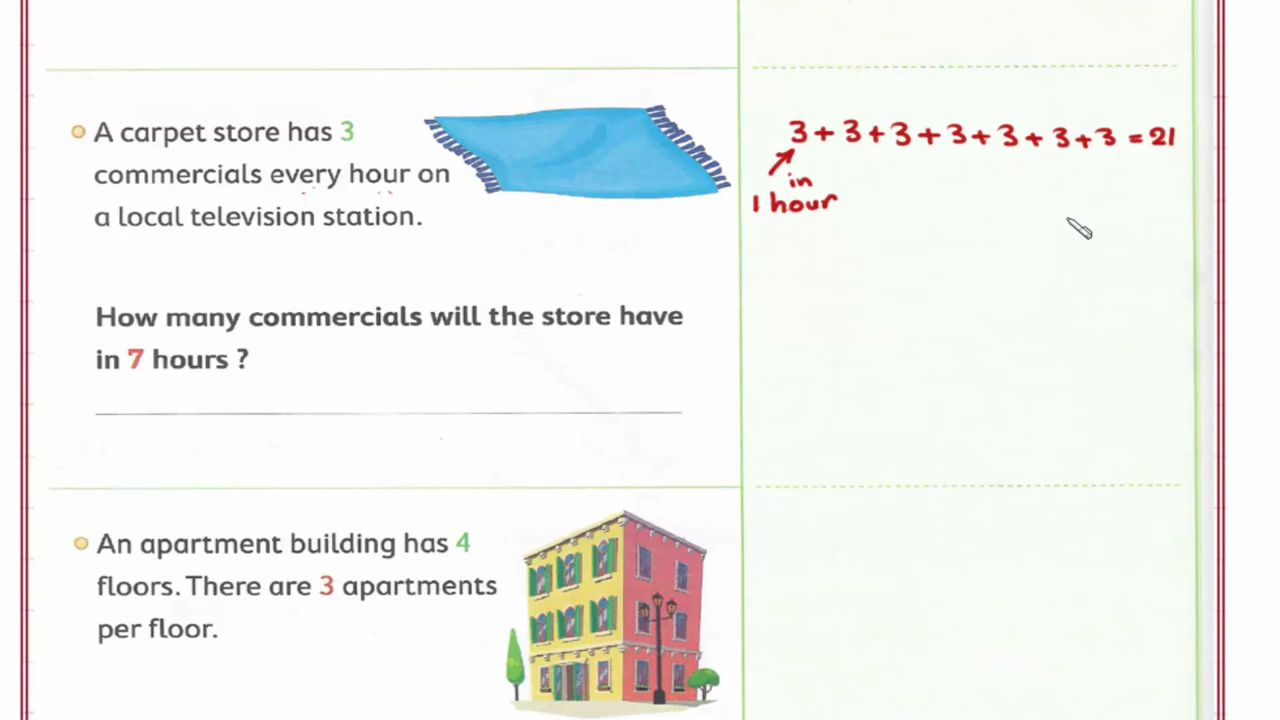 A carpet store has 3
commercials every hour on
a local television station.
How many commercials will the store have
in 7 hours ?
3 + 3 + 3 + 3 + 3 + 3 + 3 = 21
in
1 hour
An apartment building has 4
floors. There are 3 apartments
per floor.